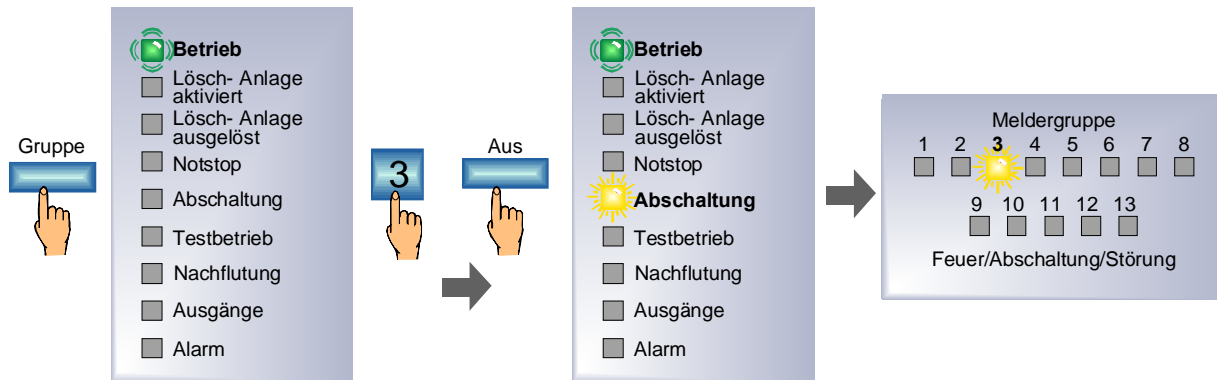 Gruppe
Betrieb
Lösch- Anlage
aktiviert
Lösch- Anlage
ausgelöst
Notstop
Abschaltung
Testbetrieb
Nachflutung
Ausgänge
Alarm
3
Aus
Betrieb
Lösch- Anlage
aktiviert
Lösch- Anlage
ausgelöst
Notstop
Abschaltung
Testbetrieb
Nachflutung
Ausgänge
Alarm
Meldergruppe
1 2 3 4 5 6 7 8
9 10 11 12 13
Feuer/Abschaltung/Störung